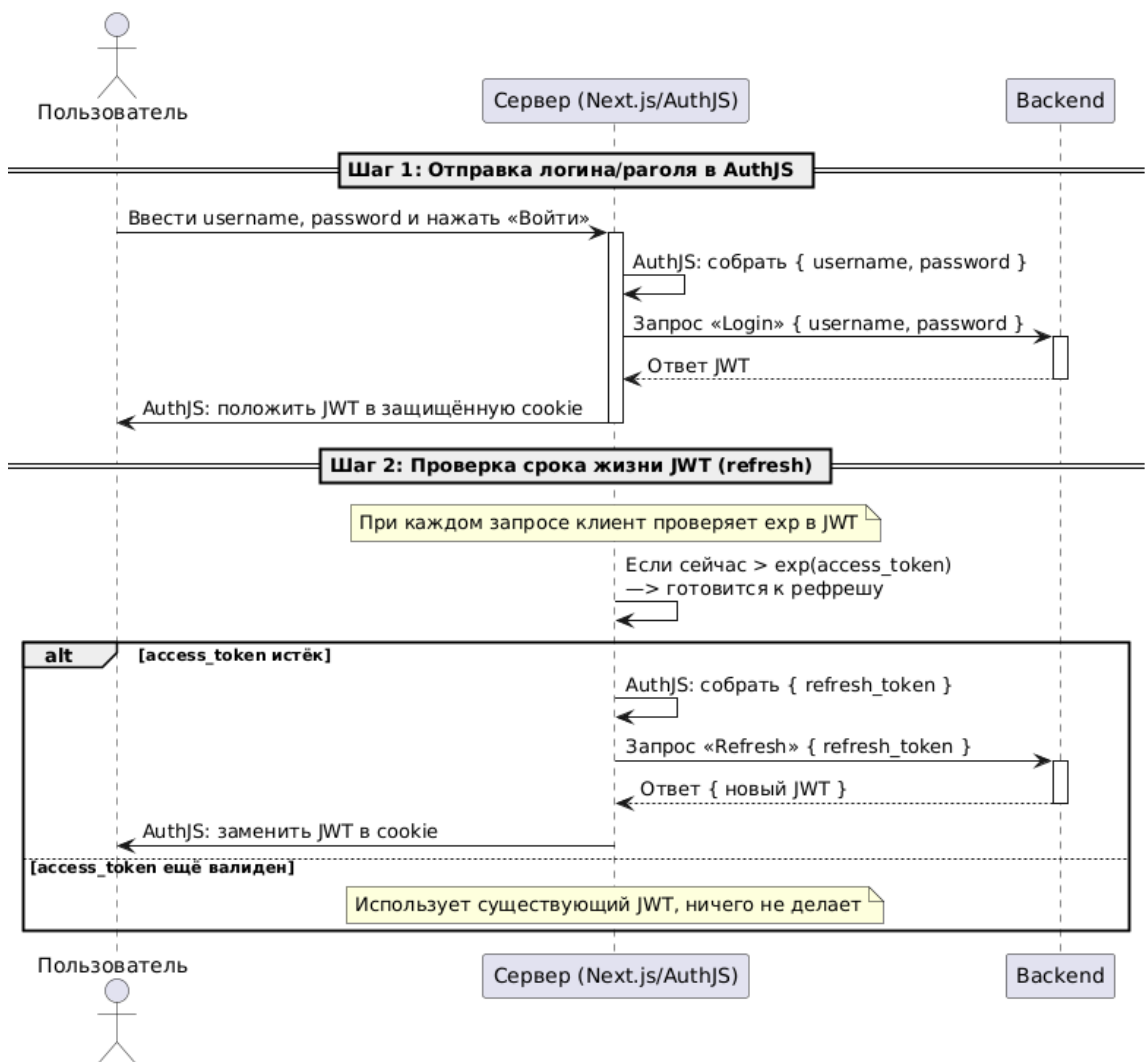 Пользователь
Сервер (Next.js/AuthJS)
Backend
Шаг 1: Отправка логина/пароля в AuthJS
Ввести username, password и нажать «Войти»
AuthJS: собрать { username, password }
Запрос «Login» { username, password }
Ответ JWT
AuthJS: положить JWT в защищённую cookie
Шаг 2: Проверка срока жизни JWT (refresh)
При каждом запросе клиент проверяет exp в JWT
Если сейчас > exp(access_token)
—> готовится к рефрешу
alt
[access_token истёк]
AuthJS: собрать { refresh_token }
Запрос «Refresh» { refresh_token }
Ответ { новый JWT }
AuthJS: заменить JWT в cookie
[access_token ещё валиден]
Использует существующий JWT, ничего не делает
Пользователь
Сервер (Next.js/AuthJS)
Backend